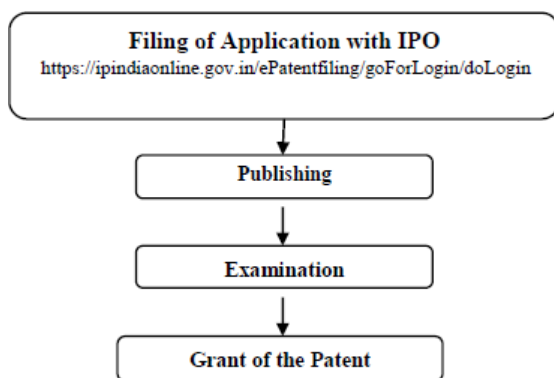 Filing of Application with IPO
https://ipindiaonline.gov.in/ePatentfiling/goForLogin/doLogin
Publishing
Examination
Grant of the Patent